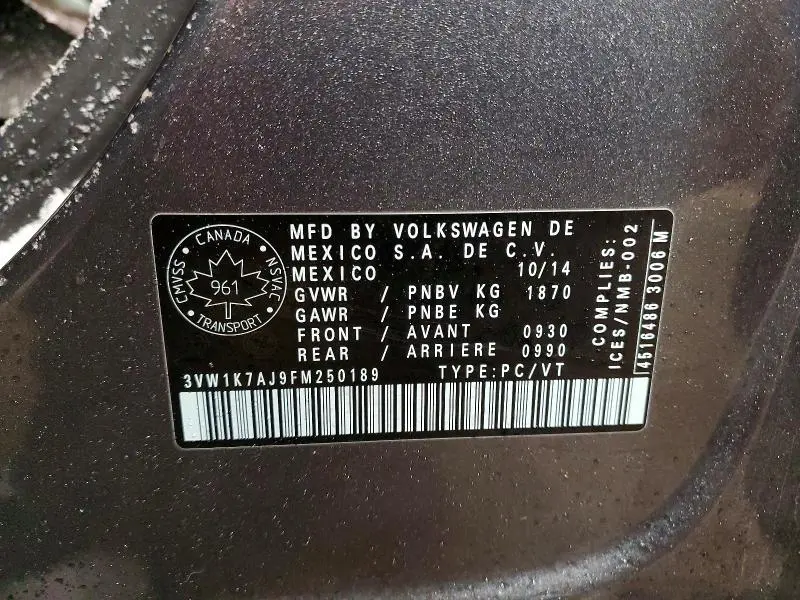 CANADA
CMVSS
NSVAC
961
TRANSPORT
MFD BY VOLKSWAGEN DE
MEXICO S.A. DE C.V.
MEXICO 10/14
GVWR / PNBV KG 1870
GAWR / PNBE KG
FRONT / AVANT 0930
REAR / ARRIERE 0990
3VW1K7AJ9FM250189 TYPE:PC/VT
COMPLIES:
ICES/NMB-002
4516486 3006 M